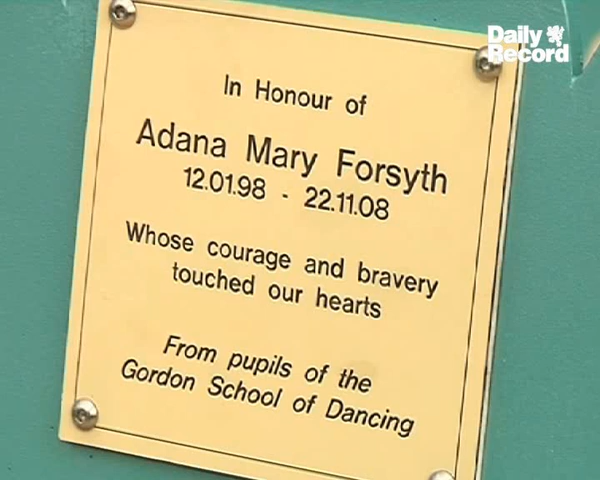 Daily
Record
In Honour of
Adana Mary Forsyth
12.01.98 - 22.11.08
Whose courage and bravery
touched our hearts
From pupils of the
Gordon School of Dancing